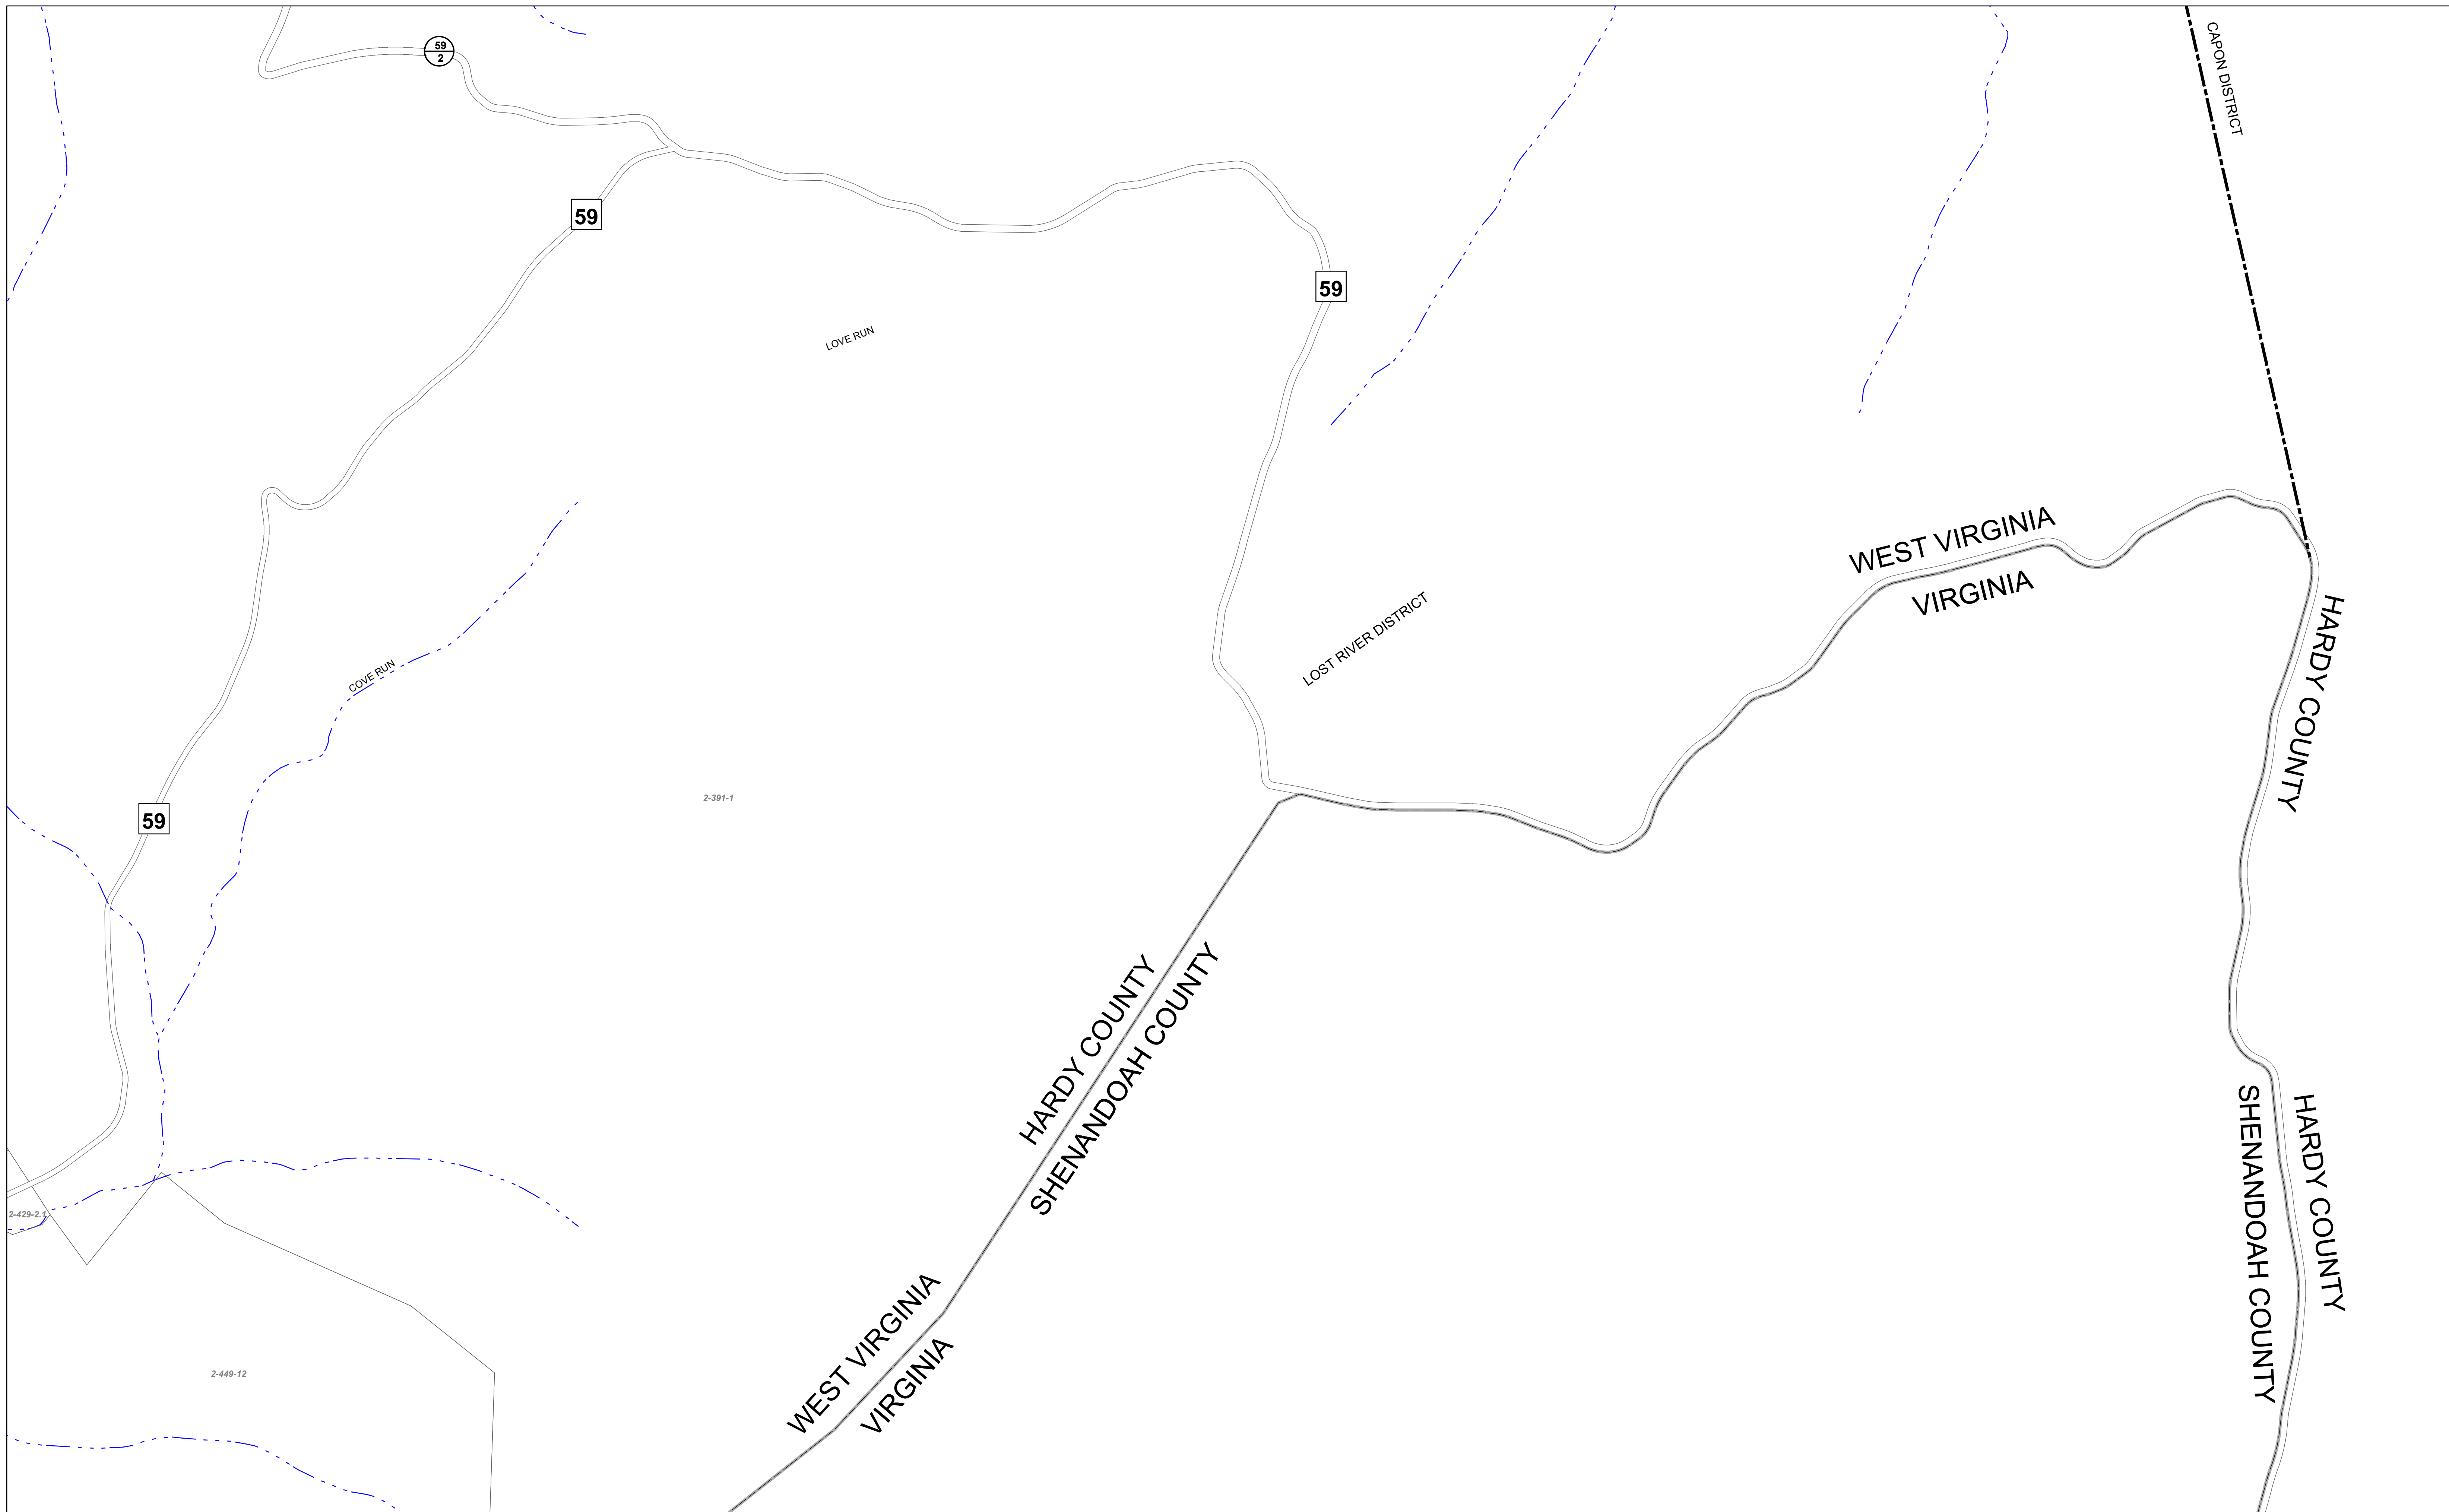 CAPON DISTRICT
59
2
59
59
LOVE RUN
WEST VIRGINIA
VIRGINIA
LOST RIVER DISTRICT
HARDY COUNTY
COVE RUN
2-391-1
59
HARDY COUNTY
SHENANDOAH COUNTY
SHENANDOAH COUNTY
HARDY COUNTY
2-429-2.1
WEST VIRGINIA
VIRGINIA
2-449-12